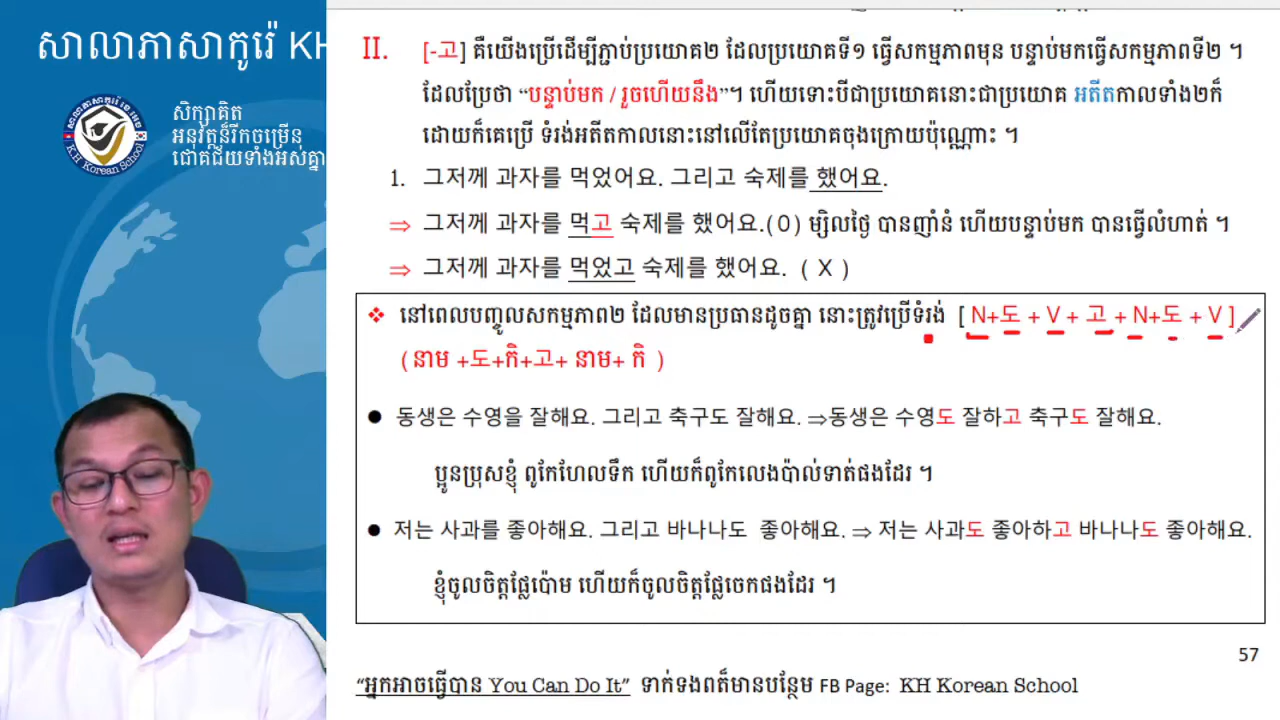 សាលាភាសាកូរ៉េ KH
សិក្សាគិត
អនុវត្តន៍រីកចម្រើន
ជោគជ័យទាំងអស់គ្នា
K.H Korean School
II. [-고] គឺយើងប្រើដើម្បីភ្ជាប់ប្រយោគ២ ដែលប្រយោគទី១ ធ្វើសកម្មភាពមុន បន្ទាប់មកធ្វើសកម្មភាពទី២ ។
ដែលប្រែថា “បន្ទាប់មក / រួចហើយនឹង”។ ហើយទោះបីជាប្រយោគនោះជាប្រយោគ អតីតកាលទាំង២ក៏
ដោយក៏គេប្រើ ទំរង់អតីតកាលនោះនៅលើតែប្រយោគចុងក្រោយប៉ុណ្ណោះ ។
1. 그저께 과자를 먹었어요. 그리고 숙제를 했어요.
⇒ 그저께 과자를 먹고 숙제를 했어요.( 0 ) ម្សិលថ្ងៃ បានញ៉ាំនំ ហើយបន្ទាប់មក បានធ្វើលំហាត់ ។
⇒ 그저께 과자를 먹었고 숙제를 했어요. ( X )
❖ នៅពេលបញ្ចូលសកម្មភាព២ ដែលមានប្រធានដូចគ្នា នោះត្រូវប្រើទំរង់ [ N+도 + V + 고 + N+도 + V ]
( នាម +도+កិ+고+ នាម+ កិ )
● 동생은 수영을 잘해요. 그리고 축구도 잘해요. ⇒동생은 수영도 잘하고 축구도 잘해요.
ប្អូនប្រុសខ្ញុំ ពូកែហែលទឹក ហើយក៏ពូកែលេងបាល់ទាត់ផងដែរ ។
● 저는 사과를 좋아해요. 그리고 바나나도 좋아해요. ⇒ 저는 사과도 좋아하고 바나나도 좋아해요.
ខ្ញុំចូលចិត្តផ្លែប៉ោម ហើយក៏ចូលចិត្តផ្លែចេកផងដែរ ។
57
“អ្នកអាចធ្វើបាន You Can Do It” ទាក់ទងពត៌មានបន្ថែម FB Page: KH Korean School